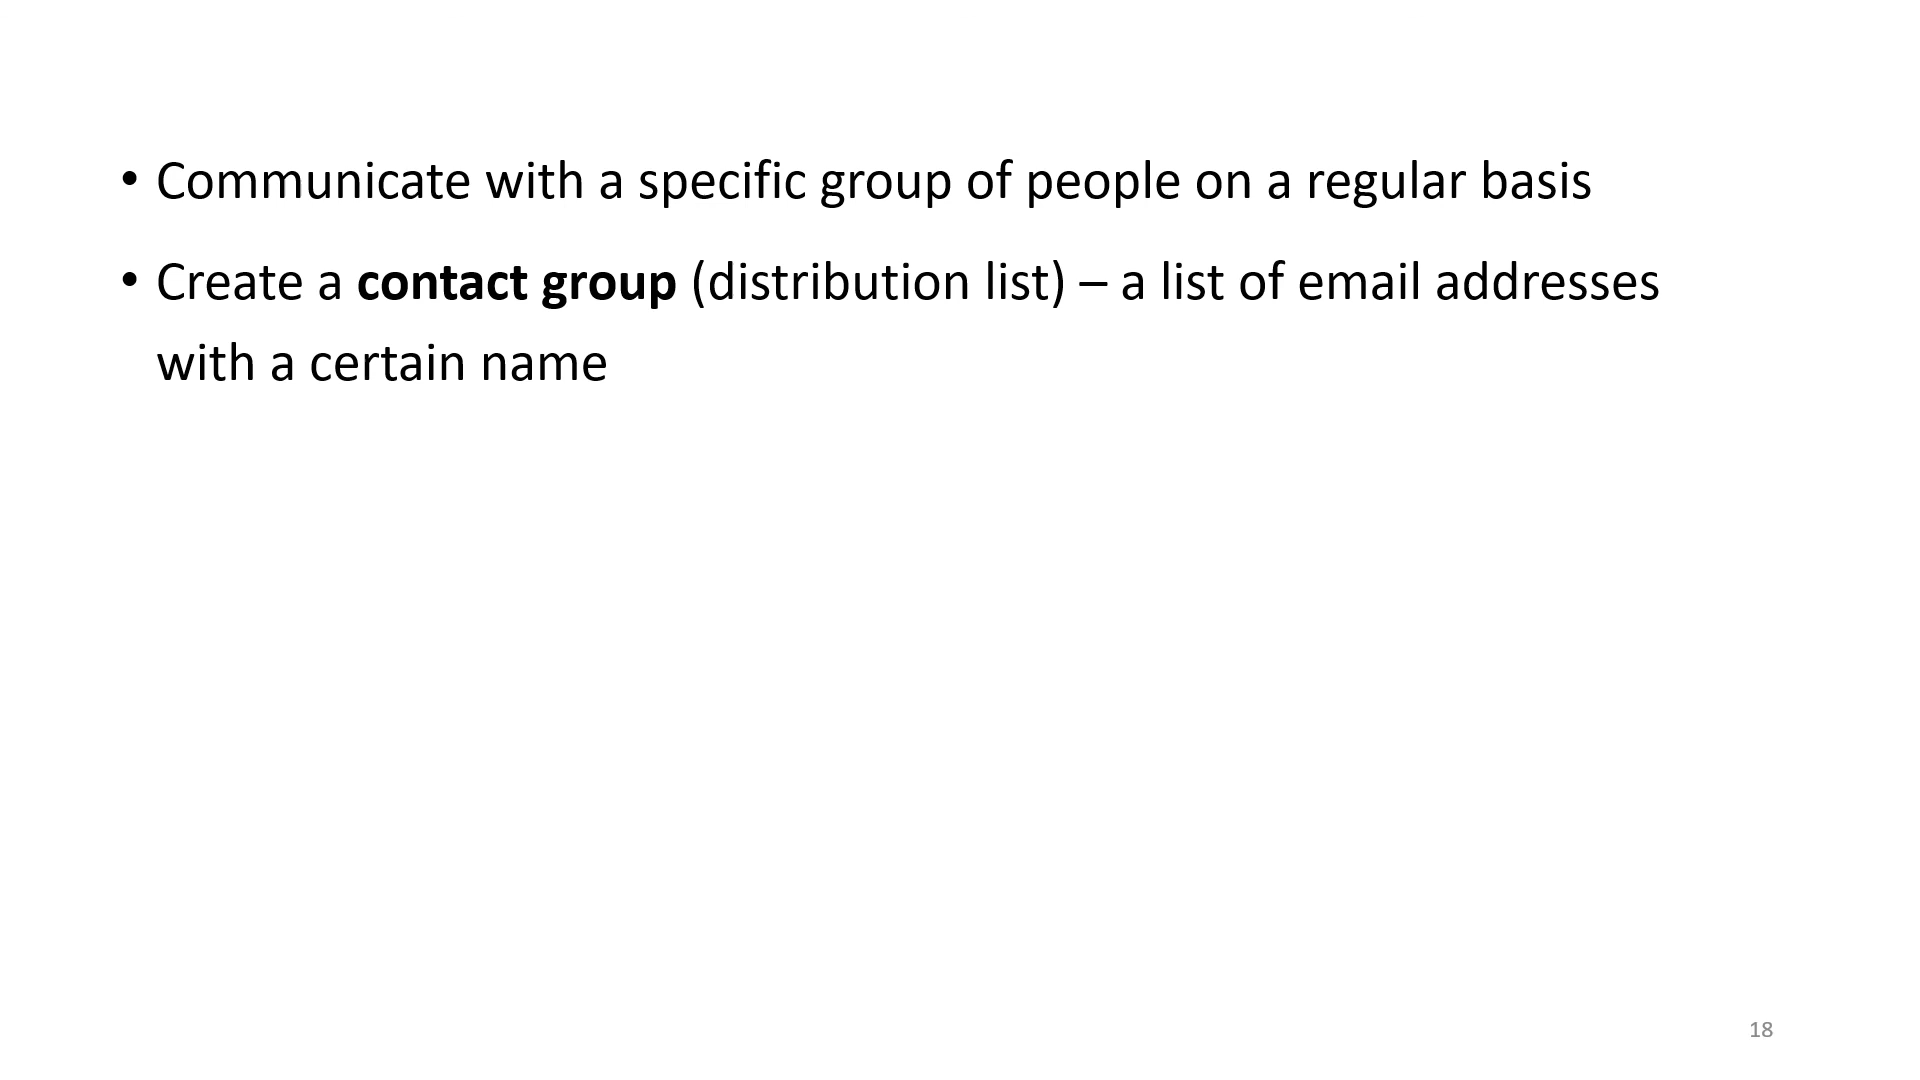 • Communicate with a specific group of people on a regular basis
• Create a contact group (distribution list) – a list of email addresses
with a certain name
18